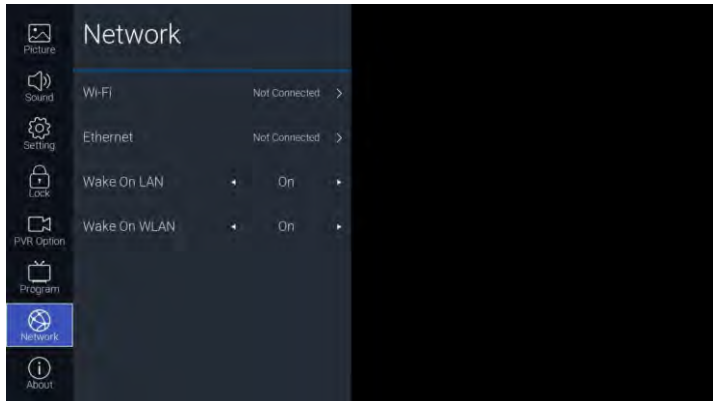 Picture
Sound
Setting
Lock
PVR Option
Program
Network
About
Network
Wi-Fi Not Connected
Ethernet Not Connected
Wake On LAN On
Wake On WLAN On